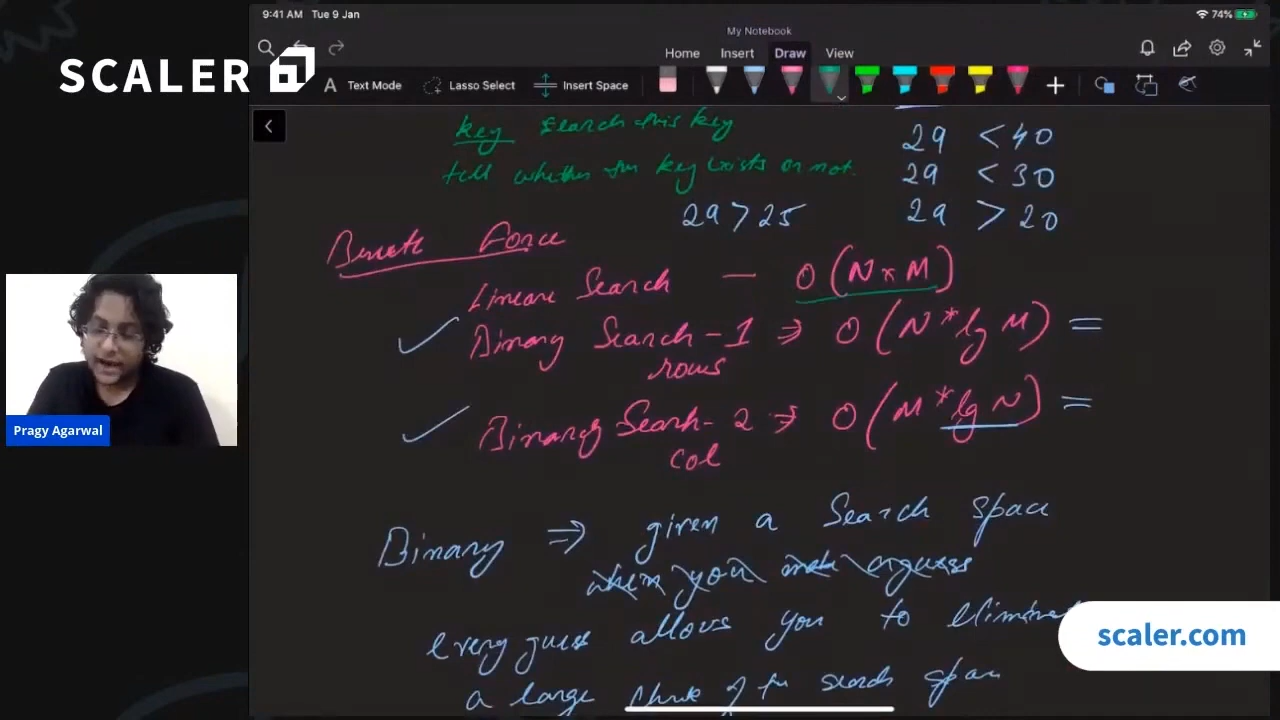 9:41 AM Tue 9 Jan
74%
My Notebook
Home Insert Draw View
SCALER
Text Mode Lasso Select Insert Space
key search this key
tell whether the key exists or not.
29 < 40
29 < 30
29 > 25
29 > 20
Brute Force
Linear Search — O(N*M)
Binary Search-1 => O(N*lg M) =
rows
Binary Search-2 => O(M*lg N) =
col
Pragy Agarwal
Binary => given a Search space
when you
every guess allows you to
scaler.com
a large chunk of the search space